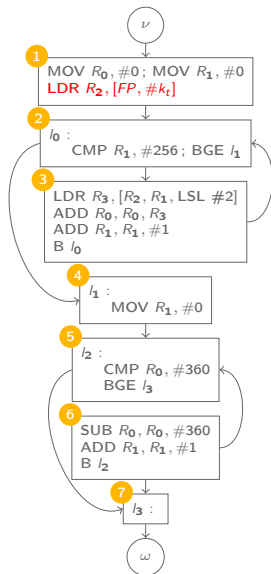 ν
1
MOV R0, #0 ; MOV R1, #0
LDR R2, [FP, #kt]
2
l0 :
CMP R1, #256 ; BGE l1
3
LDR R3, [R2, R1, LSL #2]
ADD R0, R0, R3
ADD R1, R1, #1
B l0
4
l1 :
MOV R1, #0
5
l2 :
CMP R0, #360
BGE l3
6
SUB R0, R0, #360
ADD R1, R1, #1
B l2
7
l3 :
ω